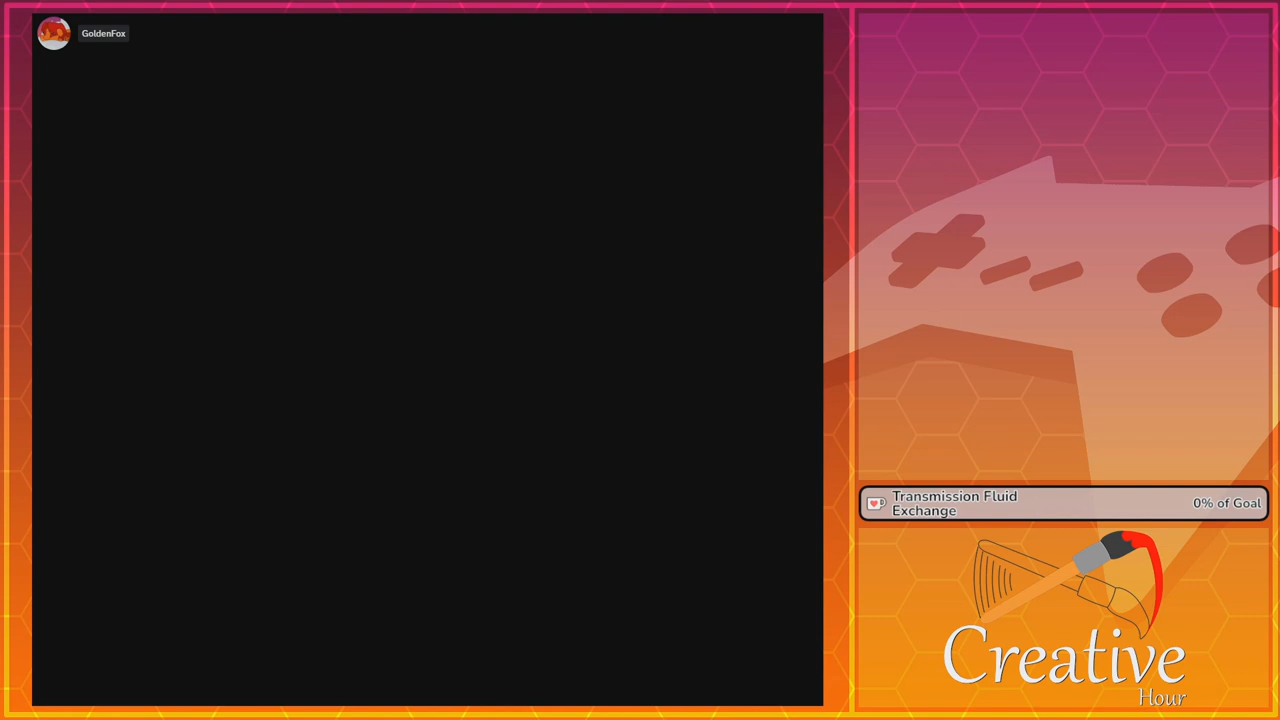 GoldenFox
Transmission Fluid
Exchange
0% of Goal
Creative
Hour